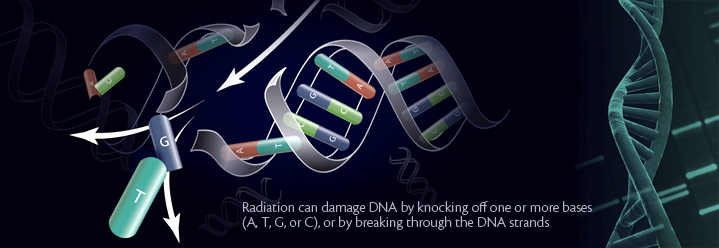 A
G
A
T
G
T
A
T
T
A
G
C
G
C
T
A
G
C
C
G
Radiation can damage DNA by knocking off one or more bases
(A, T, G, or C), or by breaking through the DNA strands